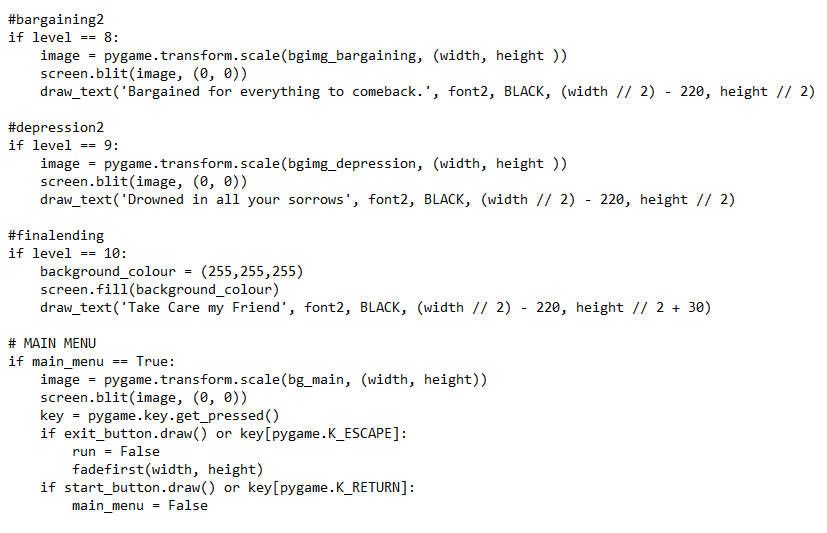 #bargaining2
if level == 8:
    image = pygame.transform.scale(bgimg_bargaining, (width, height ))
    screen.blit(image, (0, 0))
    draw_text('Bargained for everything to comeback.', font2, BLACK, (width // 2) - 220, height // 2)

#depression2
if level == 9:
    image = pygame.transform.scale(bgimg_depression, (width, height ))
    screen.blit(image, (0, 0))
    draw_text('Drowned in all your sorrows', font2, BLACK, (width // 2) - 220, height // 2)

#finalending
if level == 10:
    background_colour = (255,255,255)
    screen.fill(background_colour)
    draw_text('Take Care my Friend', font2, BLACK, (width // 2) - 220, height // 2 + 30)

# MAIN MENU
if main_menu == True:
    image = pygame.transform.scale(bg_main, (width, height))
    screen.blit(image, (0, 0))
    key = pygame.key.get_pressed()
    if exit_button.draw() or key[pygame.K_ESCAPE]:
        run = False
        fadefirst(width, height)
    if start_button.draw() or key[pygame.K_RETURN]:
        main_menu = False